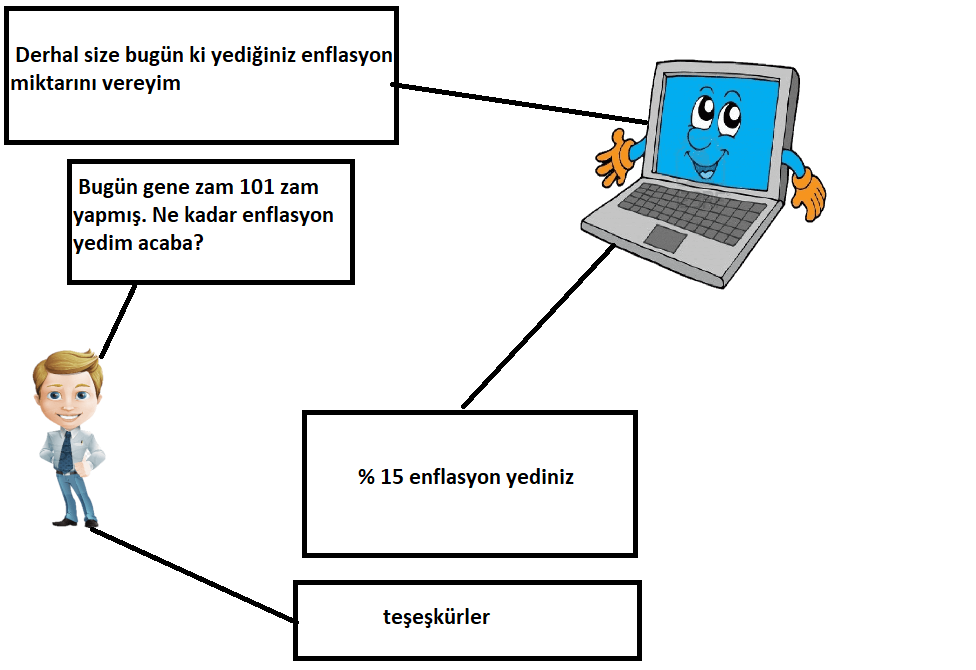 Derhal size bugün ki yediğiniz enflasyon
miktarını vereyim
Bugün gene zam 101 zam
yapmış. Ne kadar enflasyon
yedim acaba?
% 15 enflasyon yediniz
teşeşkürler